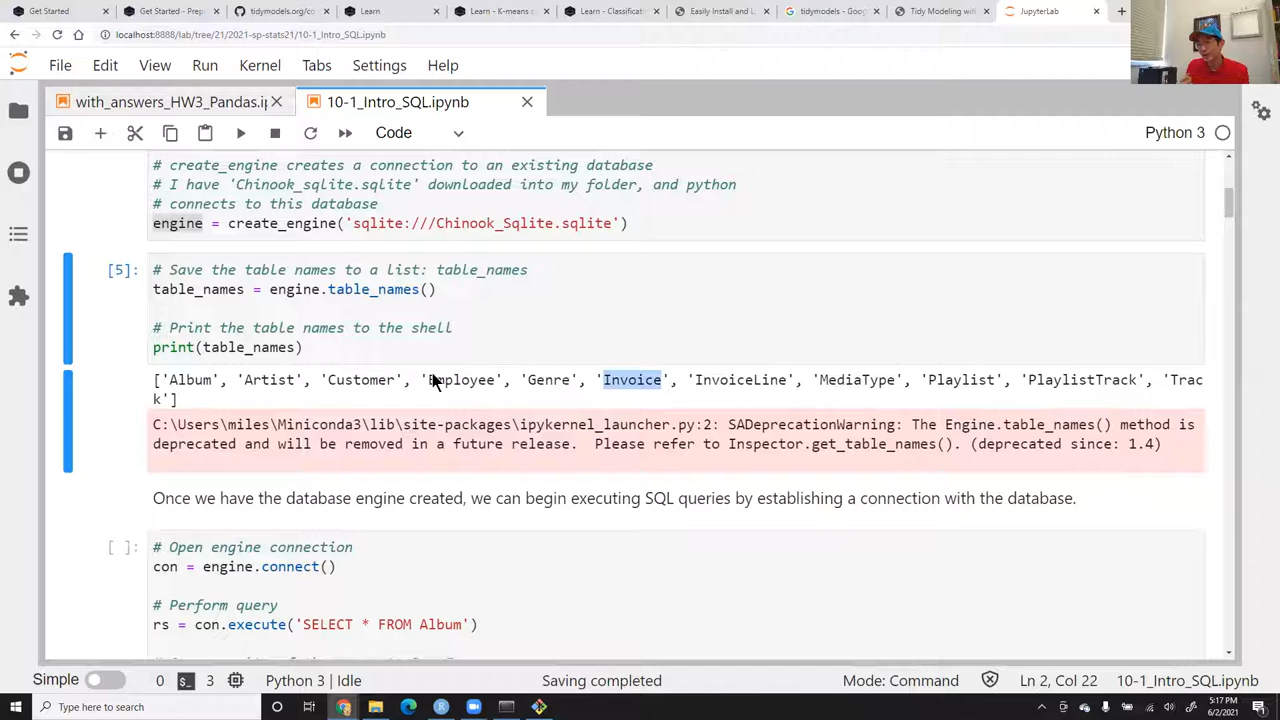 Get Started
Get Started - Prepa
tidymodels.org/co
Learn
Learn - K-means c
Learn - Classificat
Easily Install and L
tidymodels - Goog
Tidy Modeling with
JupyterLab
localhost:8888/lab/tree/21/2021-sp-stats21/10-1_Intro_SQL.ipynb
File Edit View Run Kernel Tabs Settings Help
with_answers_HW3_Pandas.ip
10-1_Intro_SQL.ipynb
Code
Python 3
# create_engine creates a connection to an existing database
# I have 'Chinook_sqlite.sqlite' downloaded into my folder, and python
# connects to this database
engine = create_engine('sqlite:///Chinook_Sqlite.sqlite')
[5]:
# Save the table names to a list: table_names
table_names = engine.table_names()
# Print the table names to the shell
print(table_names)
['Album', 'Artist', 'Customer', 'Employee', 'Genre', 'Invoice', 'InvoiceLine', 'MediaType', 'Playlist', 'PlaylistTrack', 'Trac
k']
C:\Users\miles\Miniconda3\lib\site-packages\ipykernel_launcher.py:2: SADeprecationWarning: The Engine.table_names() method is
deprecated and will be removed in a future release.  Please refer to Inspector.get_table_names(). (deprecated since: 1.4)
Once we have the database engine created, we can begin executing SQL queries by establishing a connection with the database.
[ ]:
# Open engine connection
con = engine.connect()
# Perform query
rs = con.execute('SELECT * FROM Album')
Simple 0 3 Python 3 | Idle Saving completed Mode: Command Ln 2, Col 22 10-1_Intro_SQL.ipynb
Type here to search
5:17 PM
6/2/2021